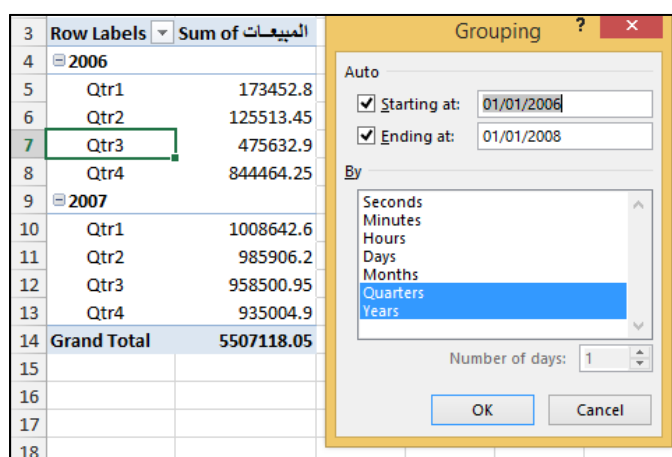 3 Row Labels Sum of المبيعات
4 2006
5 Qtr1 173452.8
6 Qtr2 125513.45
7 Qtr3 475632.9
8 Qtr4 844464.25
9 2007
10 Qtr1 1008642.6
11 Qtr2 985906.2
12 Qtr3 958500.95
13 Qtr4 935004.9
14 Grand Total 5507118.05
15
16
17
18
Grouping ? ×
Auto
Starting at: 01/01/2006
Ending at: 01/01/2008
By
Seconds
Minutes
Hours
Days
Months
Quarters
Years
Number of days: 1
OK Cancel